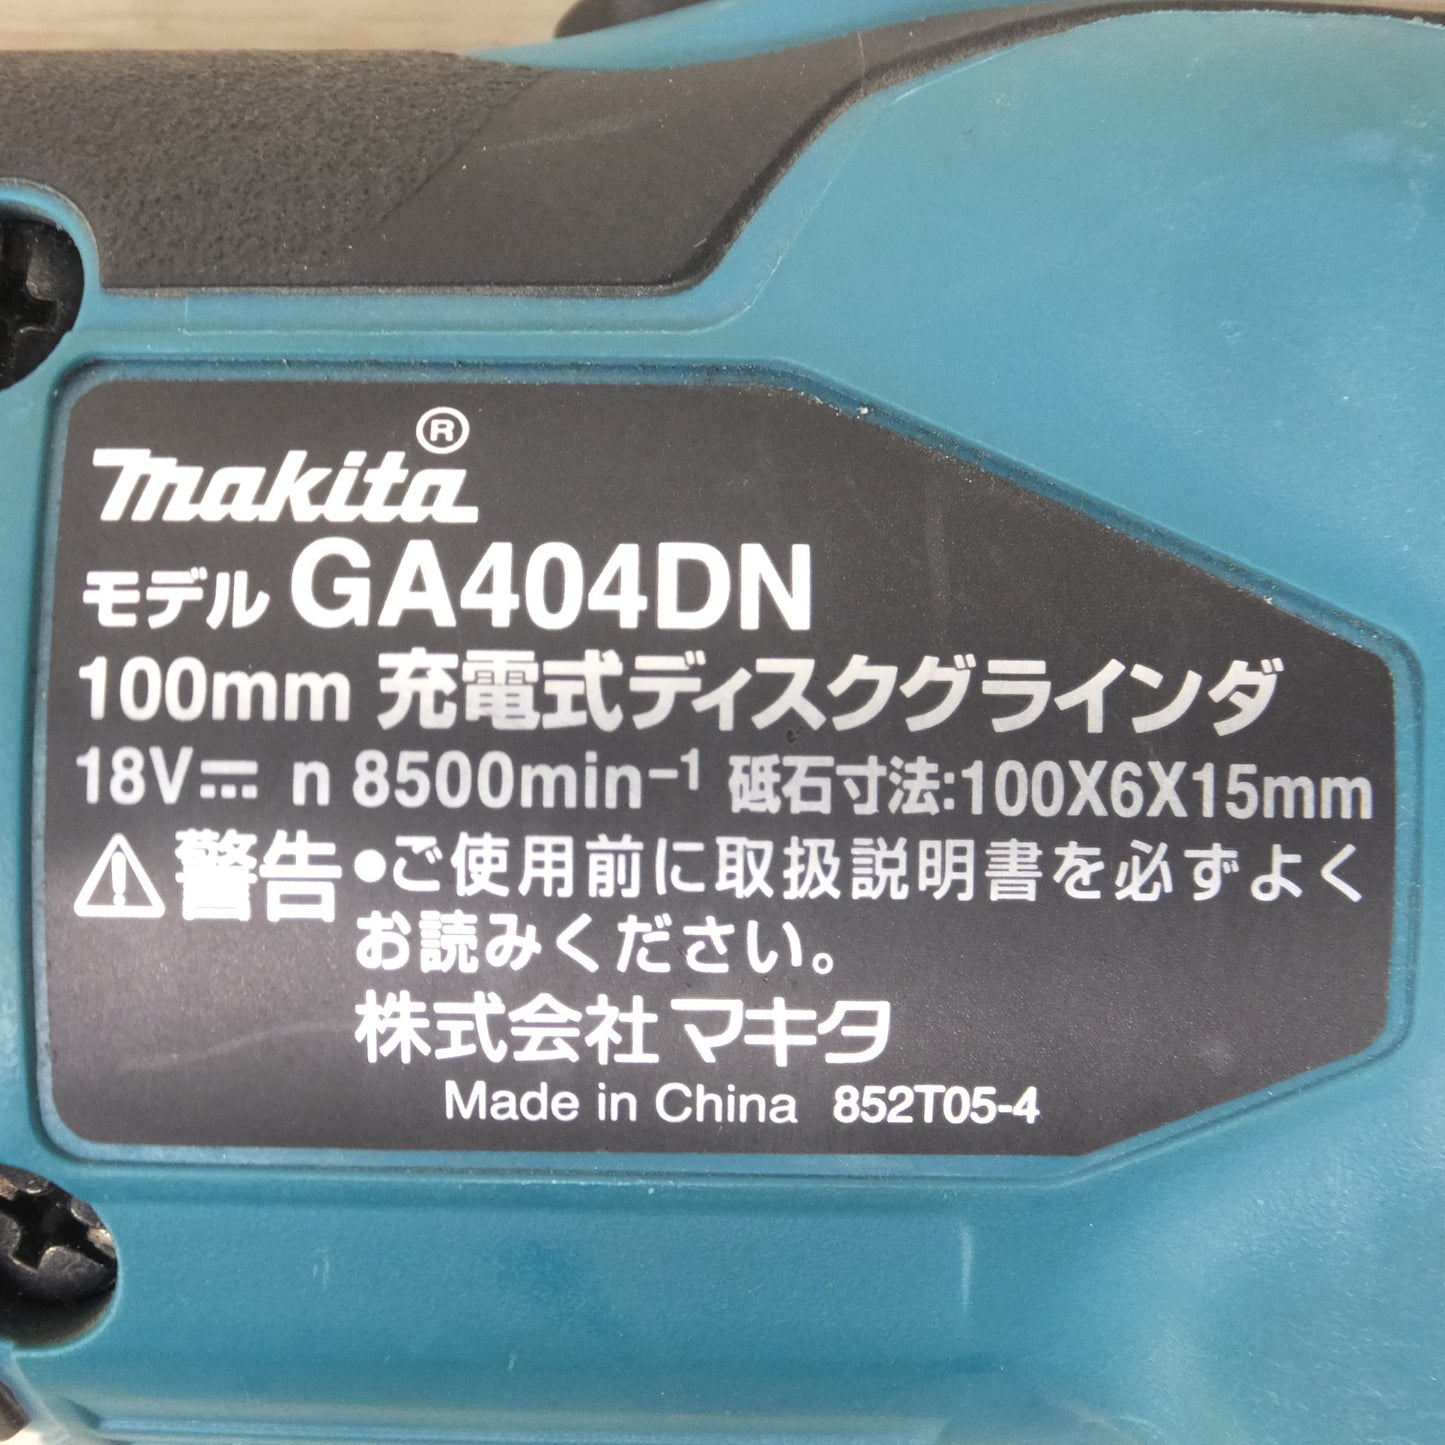 makita®
モデル GA404DN
100mm 充電式ディスクグラインダ
18V⎓ n 8500min⁻¹ 砥石寸法:100X6X15mm
⚠警告 ●ご使用前に取扱説明書を必ずよく
お読みください。
株式会社マキタ
Made in China 852T05-4